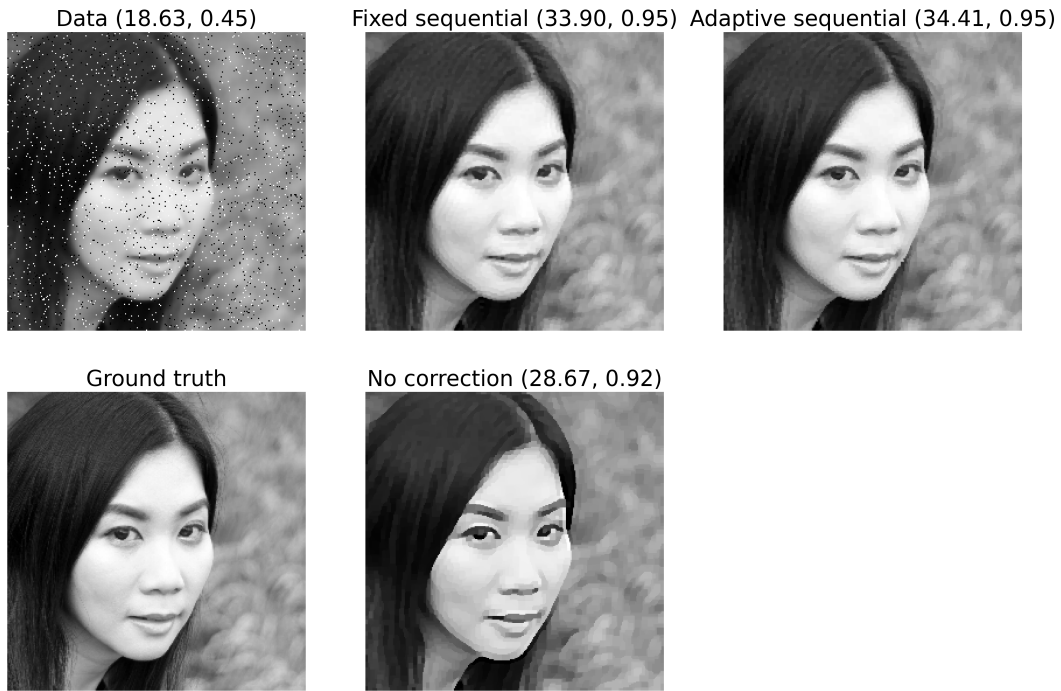 Data (18.63, 0.45)
Fixed sequential (33.90, 0.95)
Adaptive sequential (34.41, 0.95)
Ground truth
No correction (28.67, 0.92)